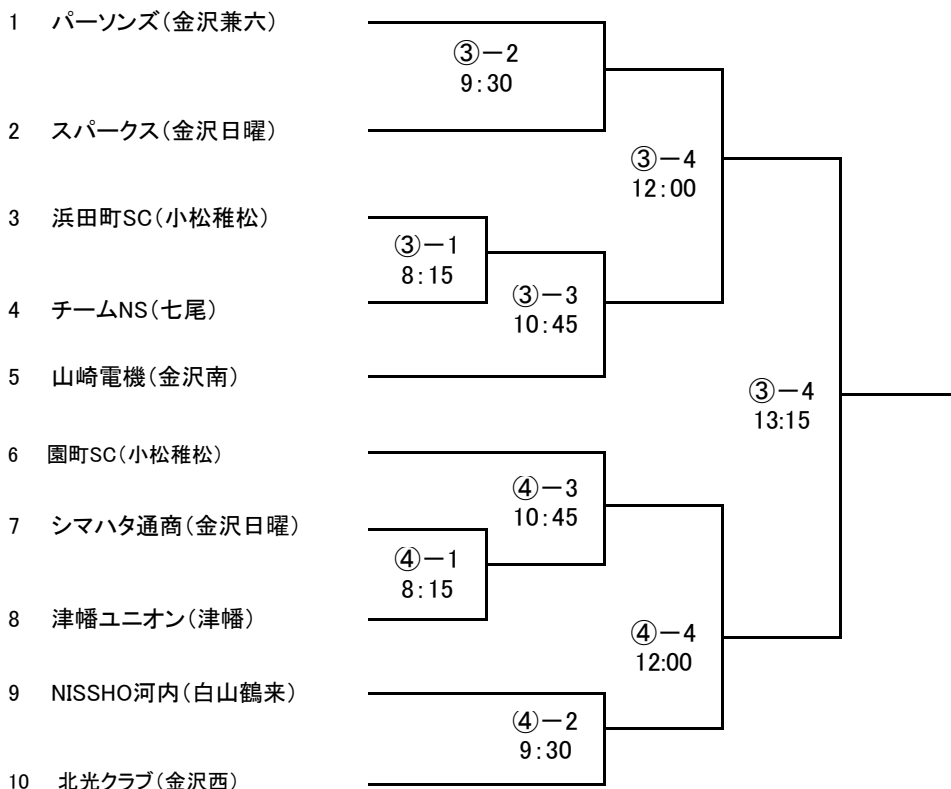 1 パーソンズ(金沢兼六)
③－2
9:30
2 スパークス(金沢日曜)
③－4
12:00
3 浜田町SC(小松稚松)
③－1
8:15
③－3
10:45
4 チームNS(七尾)
5 山崎電機(金沢南)
③－4
13:15
6 園町SC(小松稚松)
④－3
10:45
7 シマハタ通商(金沢日曜)
④－1
8:15
8 津幡ユニオン(津幡)
④－4
12:00
9 NISSHO河内(白山鶴来)
④－2
9:30
10 北光クラブ(金沢西)